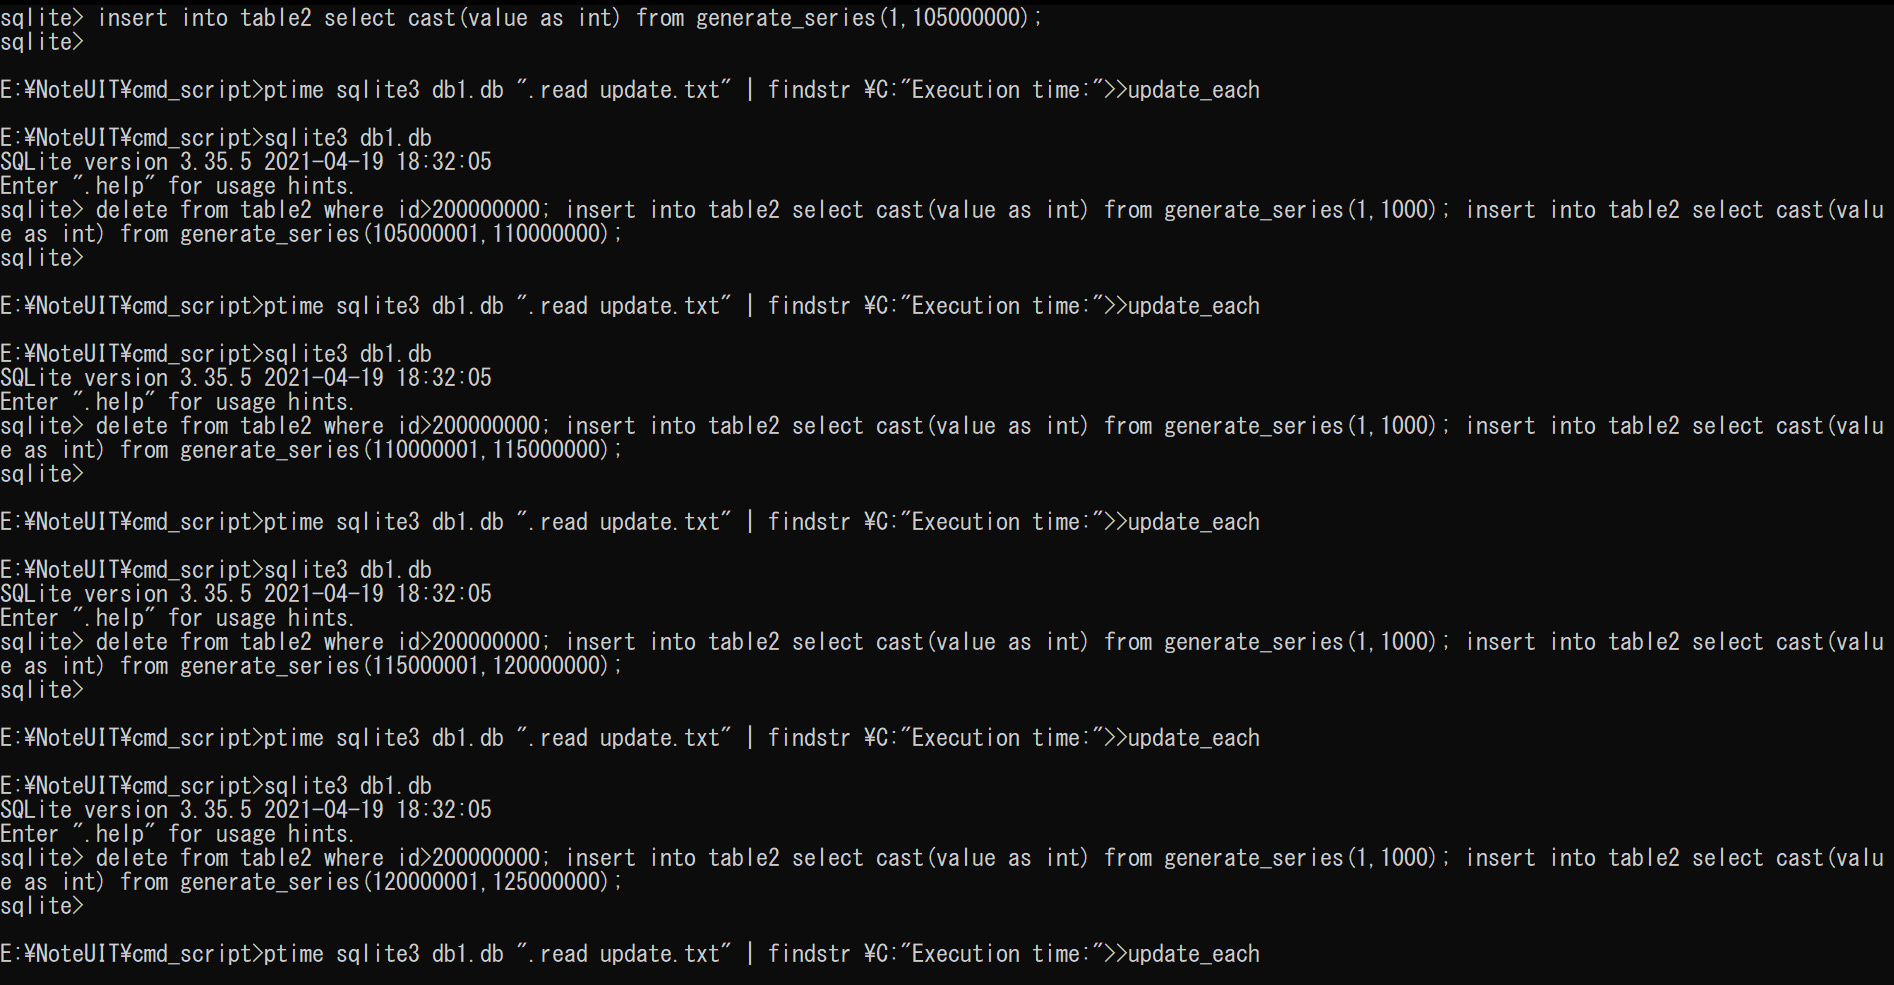 sqlite> insert into table2 select cast(value as int) from generate_series(1,105000000);
sqlite>
E:¥NoteUIT¥cmd_script>ptime sqlite3 db1.db ".read update.txt" | findstr ¥C:"Execution time:">>update_each
E:¥NoteUIT¥cmd_script>sqlite3 db1.db
SQLite version 3.35.5 2021-04-19 18:32:05
Enter ".help" for usage hints.
sqlite> delete from table2 where id>200000000; insert into table2 select cast(value as int) from generate_series(1,1000); insert into table2 select cast(valu
e as int) from generate_series(105000001,110000000);
sqlite>
E:¥NoteUIT¥cmd_script>ptime sqlite3 db1.db ".read update.txt" | findstr ¥C:"Execution time:">>update_each
E:¥NoteUIT¥cmd_script>sqlite3 db1.db
SQLite version 3.35.5 2021-04-19 18:32:05
Enter ".help" for usage hints.
sqlite> delete from table2 where id>200000000; insert into table2 select cast(value as int) from generate_series(1,1000); insert into table2 select cast(valu
e as int) from generate_series(110000001,115000000);
sqlite>
E:¥NoteUIT¥cmd_script>ptime sqlite3 db1.db ".read update.txt" | findstr ¥C:"Execution time:">>update_each
E:¥NoteUIT¥cmd_script>sqlite3 db1.db
SQLite version 3.35.5 2021-04-19 18:32:05
Enter ".help" for usage hints.
sqlite> delete from table2 where id>200000000; insert into table2 select cast(value as int) from generate_series(1,1000); insert into table2 select cast(valu
e as int) from generate_series(115000001,120000000);
sqlite>
E:¥NoteUIT¥cmd_script>ptime sqlite3 db1.db ".read update.txt" | findstr ¥C:"Execution time:">>update_each
E:¥NoteUIT¥cmd_script>sqlite3 db1.db
SQLite version 3.35.5 2021-04-19 18:32:05
Enter ".help" for usage hints.
sqlite> delete from table2 where id>200000000; insert into table2 select cast(value as int) from generate_series(1,1000); insert into table2 select cast(valu
e as int) from generate_series(120000001,125000000);
sqlite>
E:¥NoteUIT¥cmd_script>ptime sqlite3 db1.db ".read update.txt" | findstr ¥C:"Execution time:">>update_each